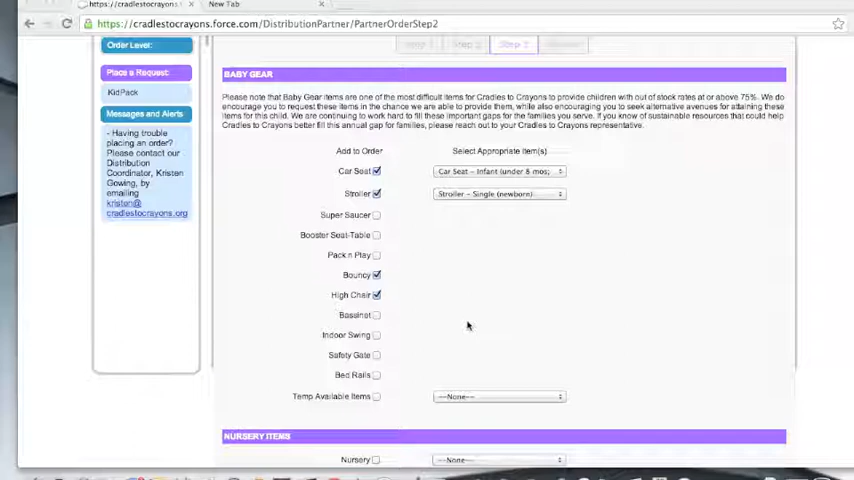 https://cradlestocrayons.
New Tab
https://cradlestocrayons.force.com/DistributionPartner/PartnerOrderStep2
Order Level:
Place a Request:
KidPack
Messages and Alerts
- Having trouble
placing an order?
Please contact our
Distribution
Coordinator, Kristen
Gowing, by
emailing
kristen@
cradlestocrayons.org
Step 2
BABY GEAR
Please note that Baby Gear items are one of the most difficult items for Cradles to Crayons to provide children with out of stock rates at or above 75%. We do
encourage you to request these items in the chance we are able to provide them, while also encouraging you to seek alternative avenues for attaining these
items for this child. We are continuing to work hard to fill these important gaps for the families you serve. If you know of sustainable resources that could help
Cradles to Crayons better fill this annual gap for families, please reach out to your Cradles to Crayons representative.
Add to Order
Select Appropriate Item(s)
Car Seat
Car Seat – Infant (under 8 mos;
Stroller
Stroller – Single (newborn)
Super Saucer
Booster Seat-Table
Pack n Play
Bouncy
High Chair
Bassinet
Indoor Swing
Safety Gate
Bed Rails
Temp Available Items
--None--
NURSERY ITEMS
Nursery
--None--